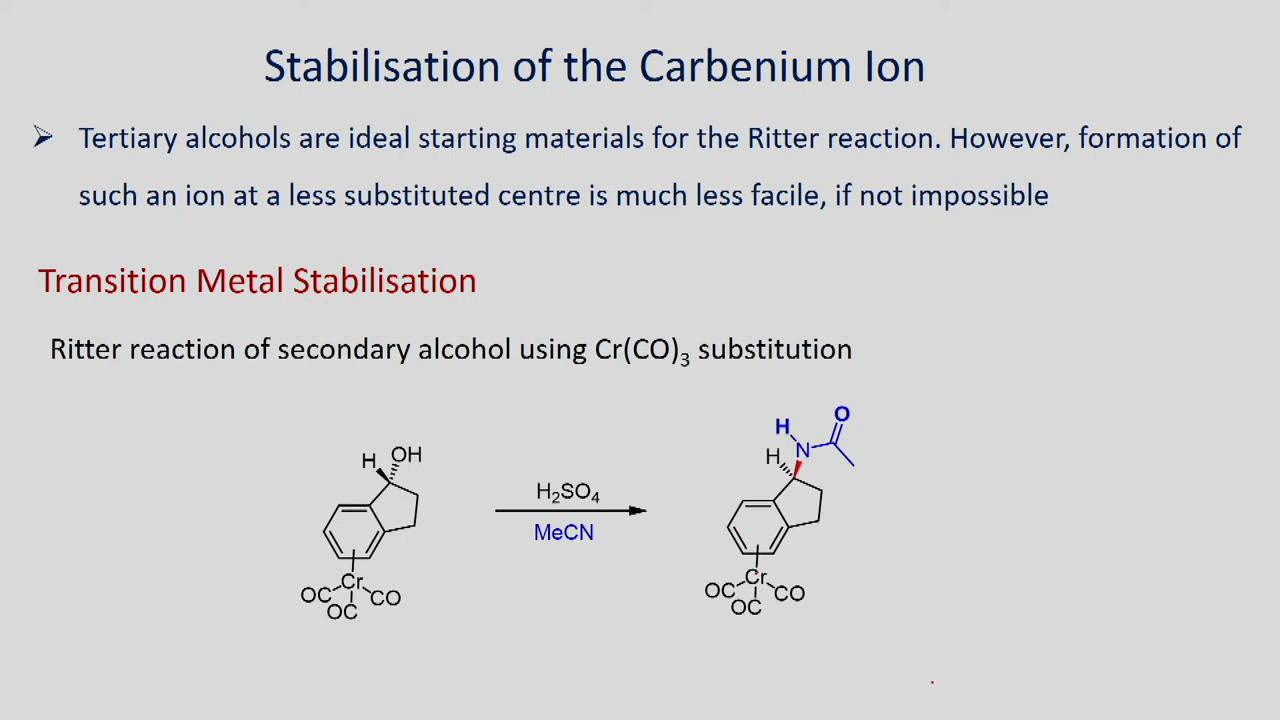 Stabilisation of the Carbenium Ion
➢ Tertiary alcohols are ideal starting materials for the Ritter reaction. However, formation of
such an ion at a less substituted centre is much less facile, if not impossible
Transition Metal Stabilisation
Ritter reaction of secondary alcohol using Cr(CO)₃ substitution
H OH
Cr
OC CO
OC
H₂SO₄
MeCN
O
H
N
H
Cr
OC CO
OC